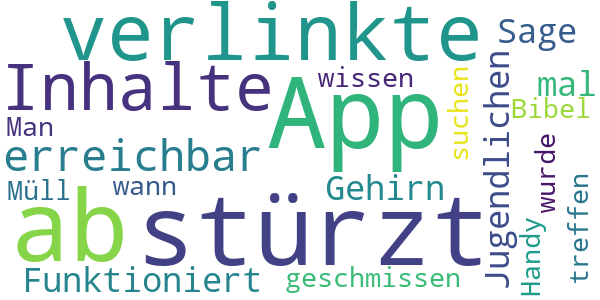 verlinkte
Sage
Inhalte
wissen
suchen
Jugendlichen
mal
Bibel
App
Man
erreichbar
Müll
wann
Gehirn
wurde
treffen
ab
stürzt
Handy
Funktioniert
geschmissen